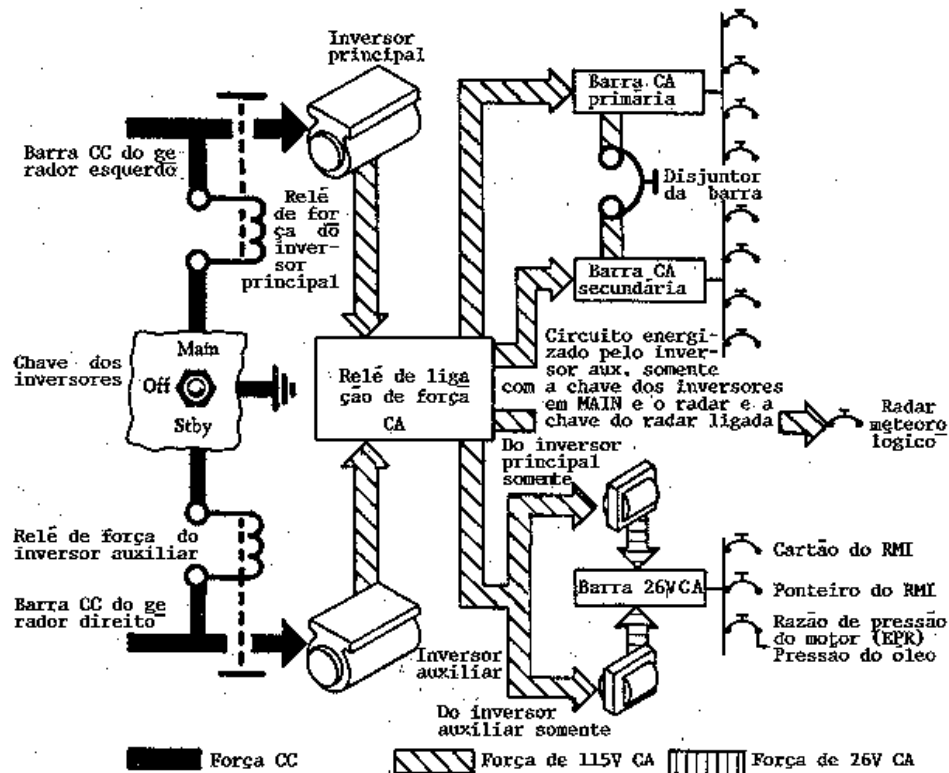 Inversor
principal
Barra CC do ge
rador esquerdo
Relé
de for
ça do
inver-
sor
principal
Chave dos
inversores
Main
Off
Stby
Relé de força do
inversor auxiliar
Barra CC do ge
rador direito
Relé de liga
ção de força
CA
Inversor
auxiliar
Barra CA
primária
Disjuntor
da barra
Barra CA
secundária
Circuito energi-
zado pelo inver-
sor aux. somente
com a chave dos inversores
em MAIN e o radar e a
chave do radar ligada
Radar
meteoro
lógico
Do inversor
principal
somente
Barra 26V CA
Cartão do RMI
Ponteiro do RMI
Razão de pressão
do motor (EPR)
Pressão do oleo
Do inversor
auxiliar somente
Força CC
Força de 115V CA
Força de 26V CA